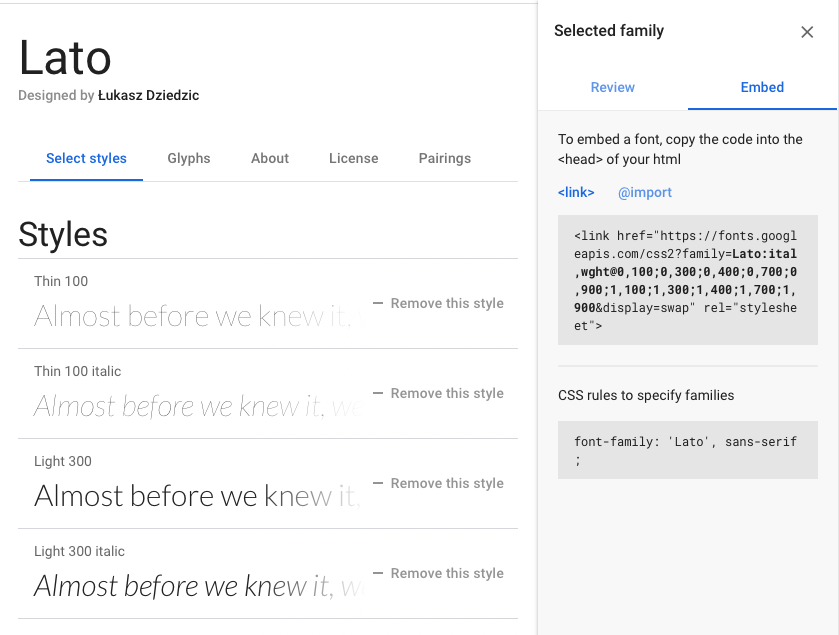 Lato
Designed by Łukasz Dziedzic
Select styles Glyphs About License Pairings
Styles
Thin 100
Almost before we knew it,
Remove this style
Thin 100 italic
Almost before we knew it, we
Remove this style
Light 300
Almost before we knew it,
Remove this style
Light 300 italic
Almost before we knew it, we
Remove this style
Selected family
Review Embed
To embed a font, copy the code into the
<head> of your html
<link> @import
<link href="https://fonts.googl
eapis.com/css2?family=Lato:ital
,wght@0,100;0,300;0,400;0,700;0
,900;1,100;1,300;1,400;1,700;1,
900&display=swap" rel="styleshe
et">
CSS rules to specify families
font-family: 'Lato', sans-serif
;